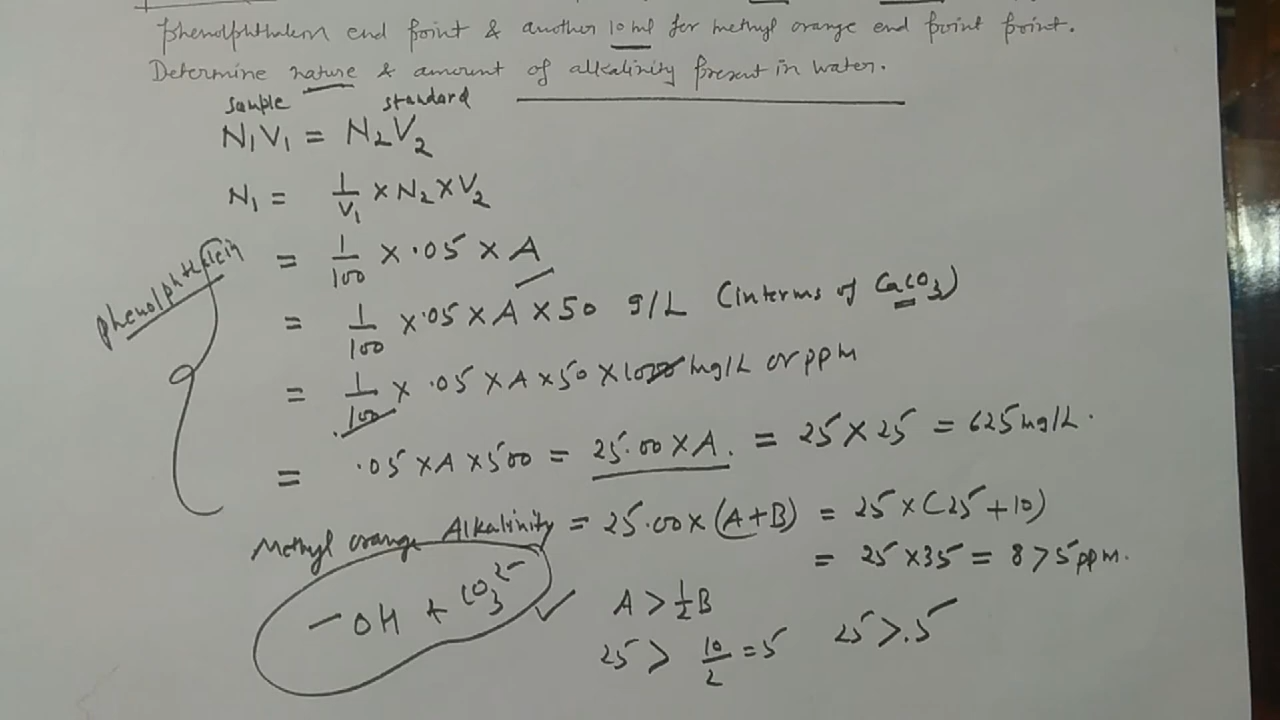 phenolphthalein end point & another 10 ml for methyl orange end point point.
Determine nature & amount of alkalinity present in water.
sample standard
N₁V₁ = N₂V₂
N₁ = 1/V₁ × N₂ × V₂
phenolphthalein
= 1/100 × .05 × A
= 1/100 × .05 × A × 50 g/L (interms of CaCO₃)
= 1/100 × .05 × A × 50 × 1000 mg/L or ppm
= .05 × A × 500 = 25.00 × A. = 25 × 25 = 625 mg/L.
Methyl orange Alkalinity = 25.00 × (A+B) = 25 × (25+10)
= 25 × 35 = 875 ppm.
⁻OH + CO₃²⁻ ✓ A > ½B
25 > 10/2 = 5 25 > .5